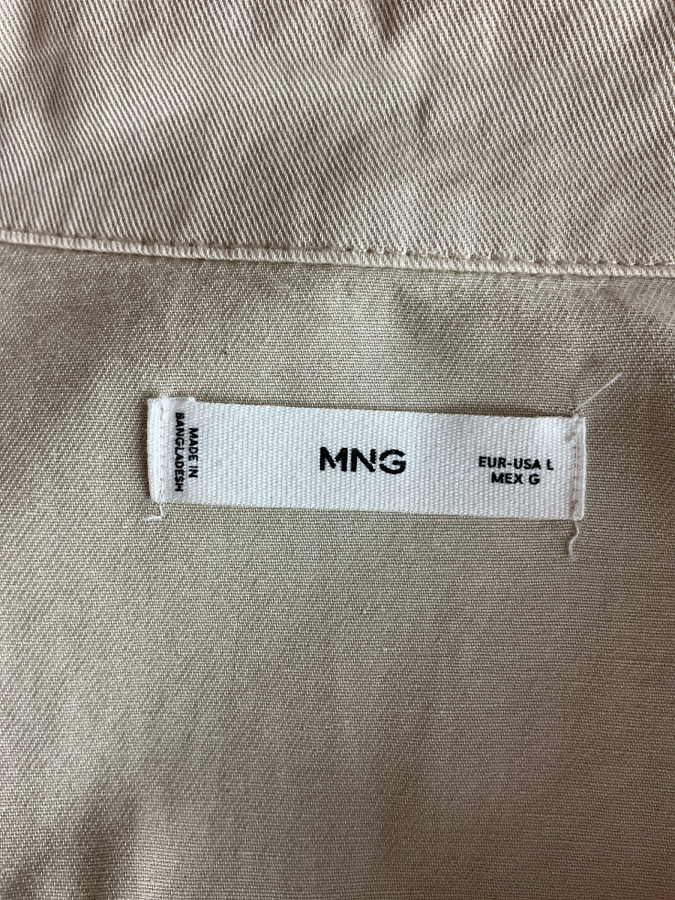 MADE IN
BANGLADESH
MNG
EUR-USA L
MEX G